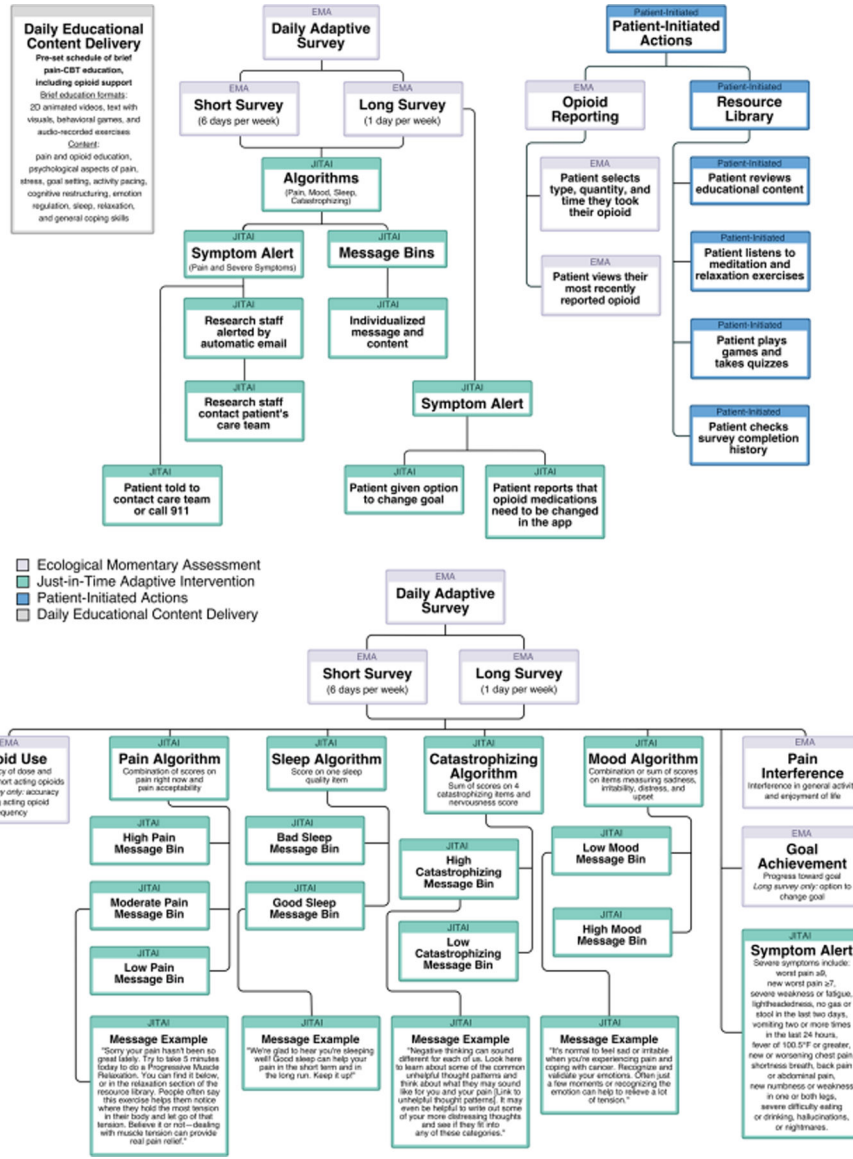 Daily Educational
Content Delivery
Pre-set schedule of brief
pain-CBT education,
including opioid support
Brief education formats:
2D animated videos, text with
visuals, behavioral games, and
audio-recorded exercises
Content:
pain and opioid education,
psychological aspects of pain,
stress, goal setting, activity pacing,
cognitive restructuring, emotion
regulation, sleep, relaxation,
and general coping skills
EMA
Daily Adaptive
Survey
EMA
Short Survey
(6 days per week)
EMA
Long Survey
(1 day per week)
JITAI
Algorithms
(Pain, Mood, Sleep,
Catastrophizing)
JITAI
Symptom Alert
(Pain and Severe Symptoms)
JITAI
Message Bins
JITAI
Research staff
alerted by
automatic email
JITAI
Individualized
message and
content
JITAI
Research staff
contact patient's
care team
JITAI
Symptom Alert
JITAI
Patient told to
contact care team
or call 911
JITAI
Patient given option
to change goal
JITAI
Patient reports that
opioid medications
need to be changed
in the app
Patient-Initiated
Patient-Initiated
Actions
EMA
Opioid
Reporting
Patient-Initiated
Resource
Library
EMA
Patient selects
type, quantity, and
time they took
their opioid
EMA
Patient views their
most recently
reported opioid
Patient-Initiated
Patient reviews
educational content
Patient-Initiated
Patient listens to
meditation and
relaxation exercises
Patient-Initiated
Patient plays
games and
takes quizzes
Patient-Initiated
Patient checks
survey completion
history
Ecological Momentary Assessment
Just-in-Time Adaptive Intervention
Patient-Initiated Actions
Daily Educational Content Delivery
EMA
Daily Adaptive
Survey
EMA
Short Survey
(6 days per week)
EMA
Long Survey
(1 day per week)
EMA
oid Use
cy of dose and
ort acting opioids
y only: accuracy
acting opioid
equency
JITAI
Pain Algorithm
Combination of scores on
pain right now and
pain acceptability
JITAI
High Pain
Message Bin
JITAI
Moderate Pain
Message Bin
JITAI
Low Pain
Message Bin
JITAI
Message Example
"Sorry your pain hasn't been so
great lately. Try to take 5 minutes
today to do a Progressive Muscle
Relaxation. You can find it below,
or in the relaxation section of the
resource library. People often say
this exercise helps them notice
where they hold the most tension
in their body and let go of that
tension. Believe it or not—dealing
with muscle tension can provide
real pain relief."
JITAI
Sleep Algorithm
Score on one sleep
quality item
JITAI
Bad Sleep
Message Bin
JITAI
Good Sleep
Message Bin
JITAI
Message Example
"We're glad to hear you're sleeping
well! Good sleep can help your
pain in the short term and in
the long run. Keep it up!"
JITAI
Catastrophizing
Algorithm
Sum of scores on 4
catastrophizing items and
nervousness score
JITAI
High
Catastrophizing
Message Bin
JITAI
Low
Catastrophizing
Message Bin
JITAI
Message Example
"Negative thinking can sound
different for each of us. Look here
to learn about some of the common
unhelpful thought patterns and
think about what they may sound
like for you and your pain [Link to
unhelpful thought patterns]. It may
even be helpful to write out some
of your more distressing thoughts
and see if they fit into
any of these categories."
JITAI
Mood Algorithm
Combination or sum of scores
on items measuring sadness,
irritability, distress, and
upset
JITAI
Low Mood
Message Bin
JITAI
High Mood
Message Bin
JITAI
Message Example
"It's normal to feel sad or irritable
when you're experiencing pain and
coping with cancer. Recognize and
validate your emotions. Often just
a few moments or recognizing the
emotion can help to relieve a lot
of tension."
EMA
Pain
Interference
Interference in general activit
and enjoyment of life
EMA
Goal
Achievement
Progress toward goal
Long survey only: option to
change goal
JITAI
Symptom Alert
Severe symptoms include:
worst pain ≥9,
new worst pain ≥7,
severe weakness or fatigue,
lightheadedness, no gas or
stool in the last two days,
vomiting two or more times
in the last 24 hours,
fever of 100.5°F or greater,
new or worsening chest pain
shortness breath, back pain
or abdominal pain,
new numbness or weakness
in one or both legs,
severe difficulty eating
or drinking, hallucinations,
or nightmares.